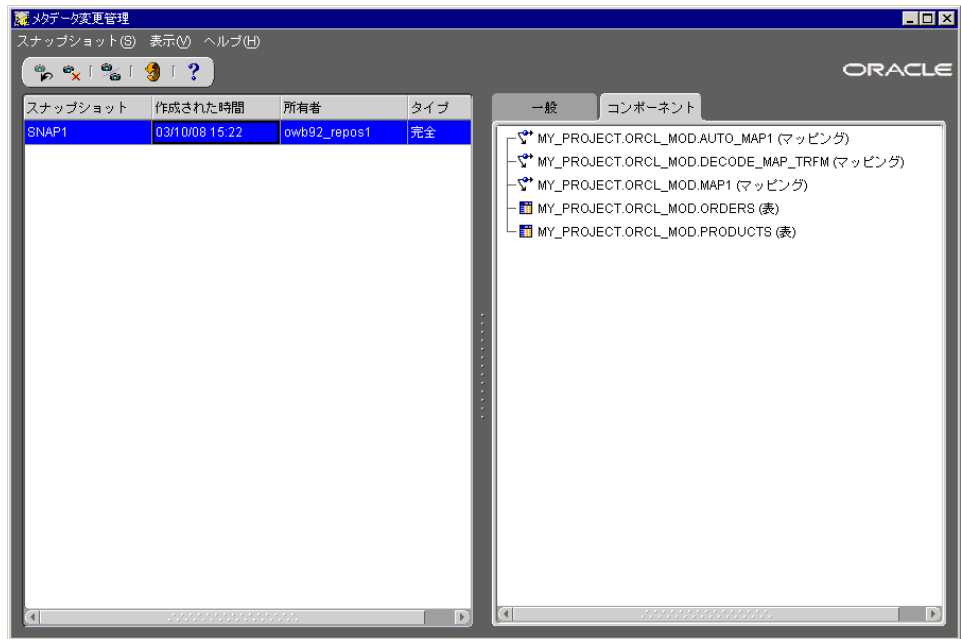 メタデータ変更管理
スナップショット(S) 表示(V) ヘルプ(H)
?
ORACLE
スナップショット 作成された時間 所有者 タイプ
SNAP1 03/10/08 15:22 owb92_repos1 完全
一般 コンポーネント
MY_PROJECT.ORCL_MOD.AUTO_MAP1 (マッピング)
MY_PROJECT.ORCL_MOD.DECODE_MAP_TRFM (マッピング)
MY_PROJECT.ORCL_MOD.MAP1 (マッピング)
MY_PROJECT.ORCL_MOD.ORDERS (表)
MY_PROJECT.ORCL_MOD.PRODUCTS (表)